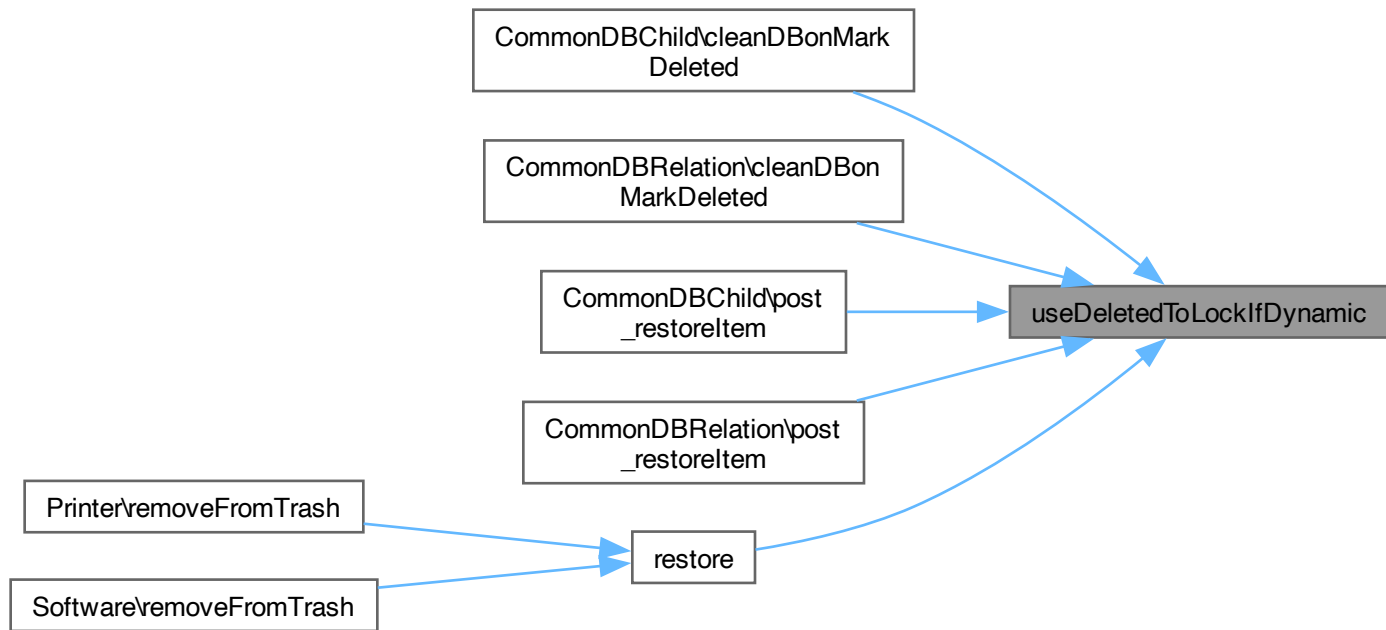 CommonDBChild\cleanDBonMark
Deleted
CommonDBRelation\cleanDBon
MarkDeleted
CommonDBChild\post
_restoreItem
useDeletedToLockIfDynamic
CommonDBRelation\post
_restoreItem
Printer\removeFromTrash
restore
Software\removeFromTrash